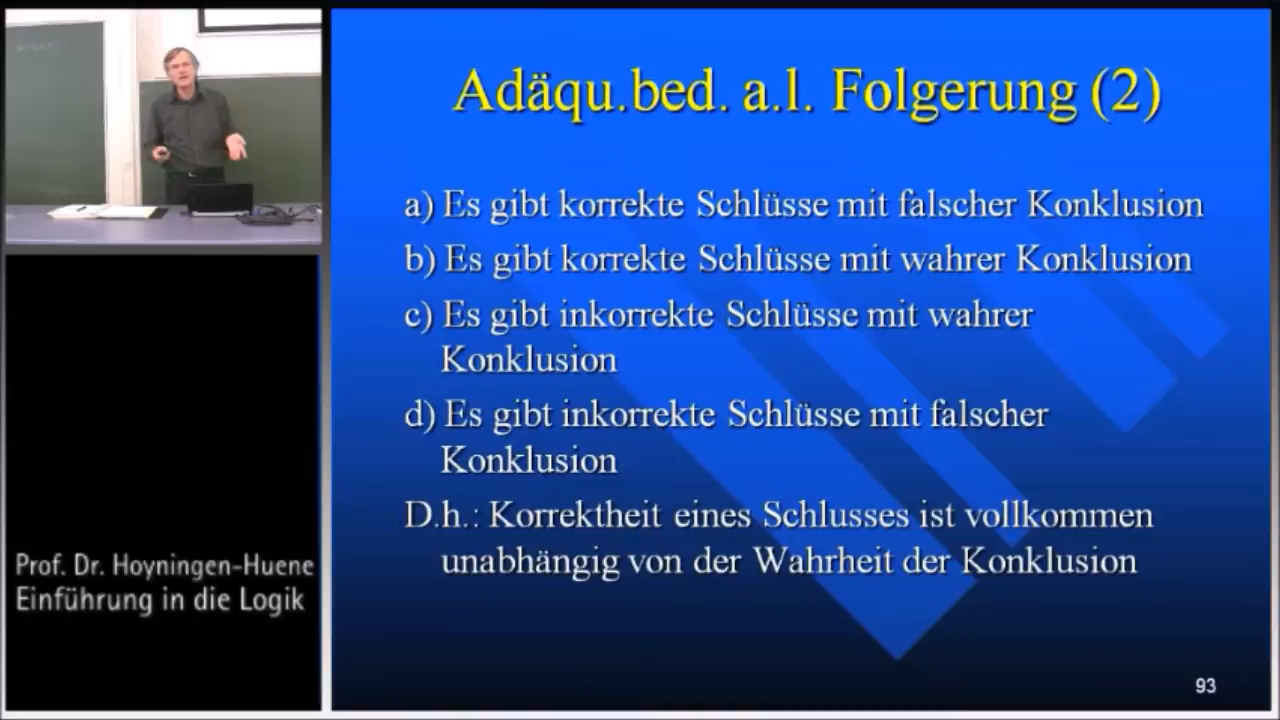 Adäqu.bed. a.l. Folgerung (2)
a) Es gibt korrekte Schlüsse mit falscher Konklusion
b) Es gibt korrekte Schlüsse mit wahrer Konklusion
c) Es gibt inkorrekte Schlüsse mit wahrer
Konklusion
d) Es gibt inkorrekte Schlüsse mit falscher
Konklusion
D.h.: Korrektheit eines Schlusses ist vollkommen
unabhängig von der Wahrheit der Konklusion
Prof. Dr. Hoyningen-Huene
Einführung in die Logik
93